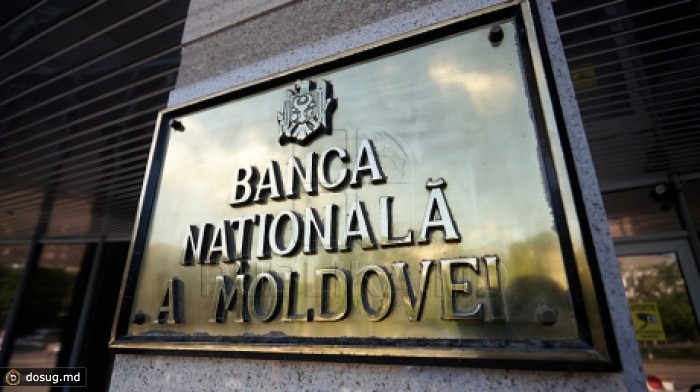 BANCA
NAȚIONALĂ
A MOLDOVEI
dosug.md